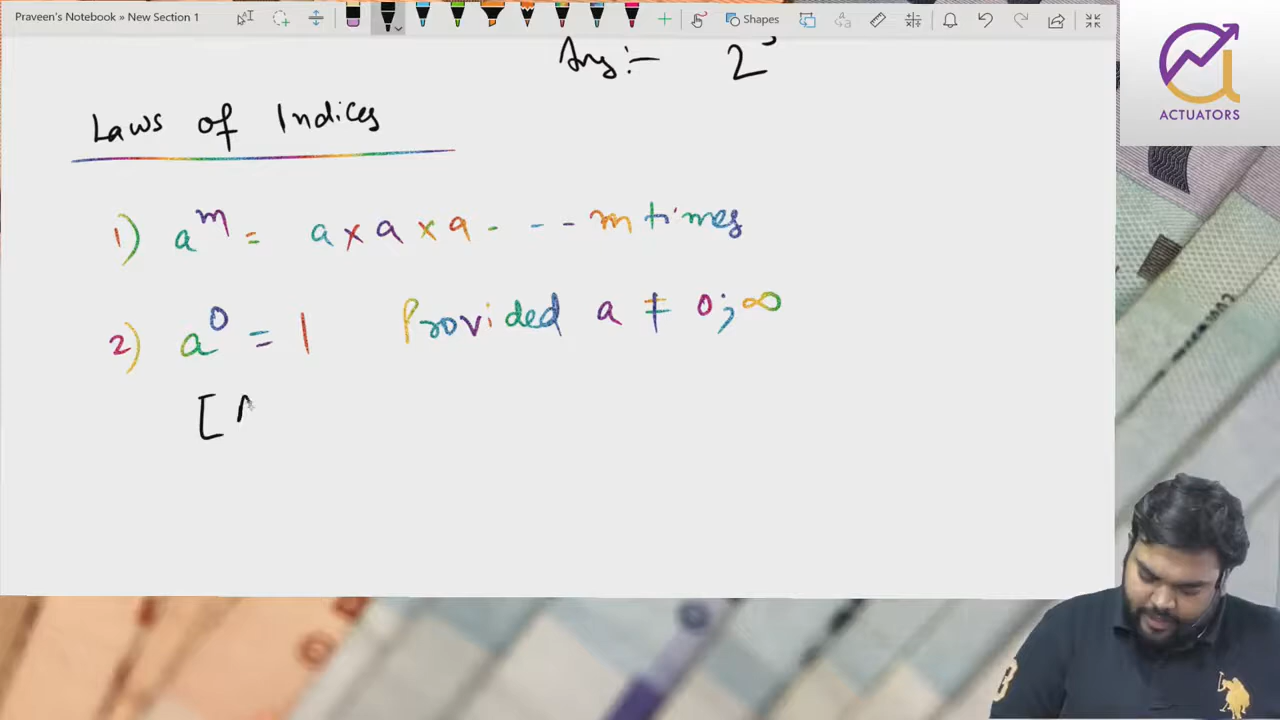 Praveen's Notebook » New Section 1
Shapes
ACTUATORS
Ans :- 2
Laws of Indices
1) a^m = a x a x a - - - - m times
2) a^0 = 1 Provided a ≠ 0; ∞
[
3